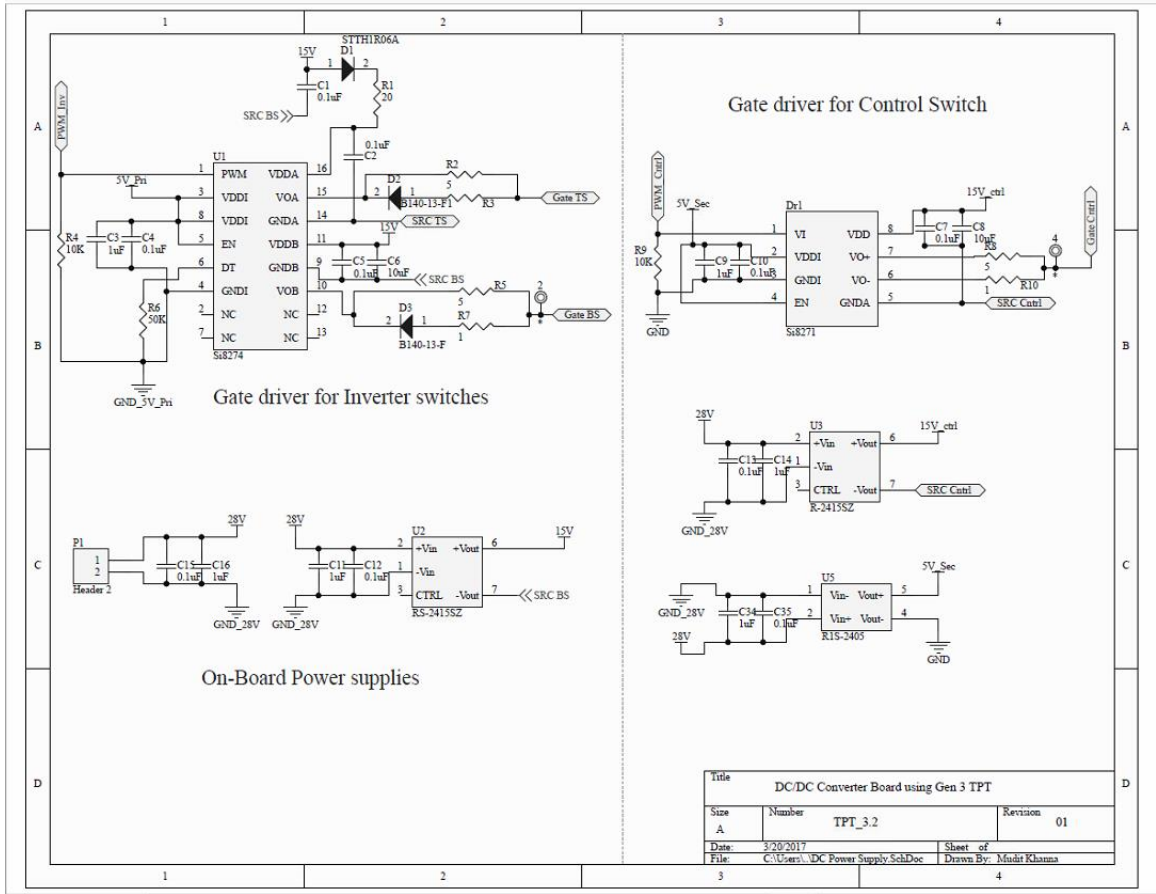 1 2 3 4
A
B
C
D
A
B
C
D
1 2 3 4
PWM_Inv
15V
STTH1R06A
D1
1 2
C1
0.1uF
R1
20
SRC BS
0.1uF
C2
U1
1 PWM VDDA 16
3 VDDI VOA 15
8 VDDI GNDA 14
5 EN VDDB 11
6 DT GNDB 9
4 GNDI VOB 10
2 NC NC 12
7 NC NC 13
Si8274
5V_Pri
R4
10K
C3
1uF
C4
0.1uF
R6
50K
GND_5V_Pri
D2
2 1
B140-13-F1
R2
5
R3
Gate TS
SRC TS
15V
C5
0.1uF
C6
10uF
SRC BS
R5
5
D3
2 1
B140-13-F
R7
1
2
*
Gate BS
Gate driver for Inverter switches
Gate driver for Control Switch
PWM_Cntrl
5V_Sec
R9
10K
C9
1uF
C10
0.1uF
GND
Dr1
1 VI VDD 8
2 VDDI VO+ 7
3 GNDI VO- 6
4 EN GNDA 5
Si8271
15V_ctrl
C7
0.1uF
C8
10uF
R8
5
R10
1
4
*
Gate Cntrl
SRC Cntrl
28V
C13
0.1uF
C14
1uF
GND_28V
U3
2 +Vin +Vout 6
1 -Vin
3 CTRL -Vout 7
R-2415SZ
15V_ctrl
SRC Cntrl
P1
1
2
Header 2
28V
C15
0.1uF
C16
1uF
GND_28V
28V
C11
1uF
C12
0.1uF
GND_28V
U2
2 +Vin +Vout 6
1 -Vin
3 CTRL -Vout 7
RS-2415SZ
15V
SRC BS
GND_28V
28V
C34
1uF
C35
0.1uF
U5
1 Vin- Vout+ 5
2 Vin+ Vout- 4
R1S-2405
5V_Sec
GND
On-Board Power supplies
Title
DC/DC Converter Board using Gen 3 TPT
Size
A
Number
TPT_3.2
Revision
01
Date: 3/20/2017 Sheet of
File: C:\Users\..\DC Power Supply.SchDoc Drawn By: Mudit Khanna